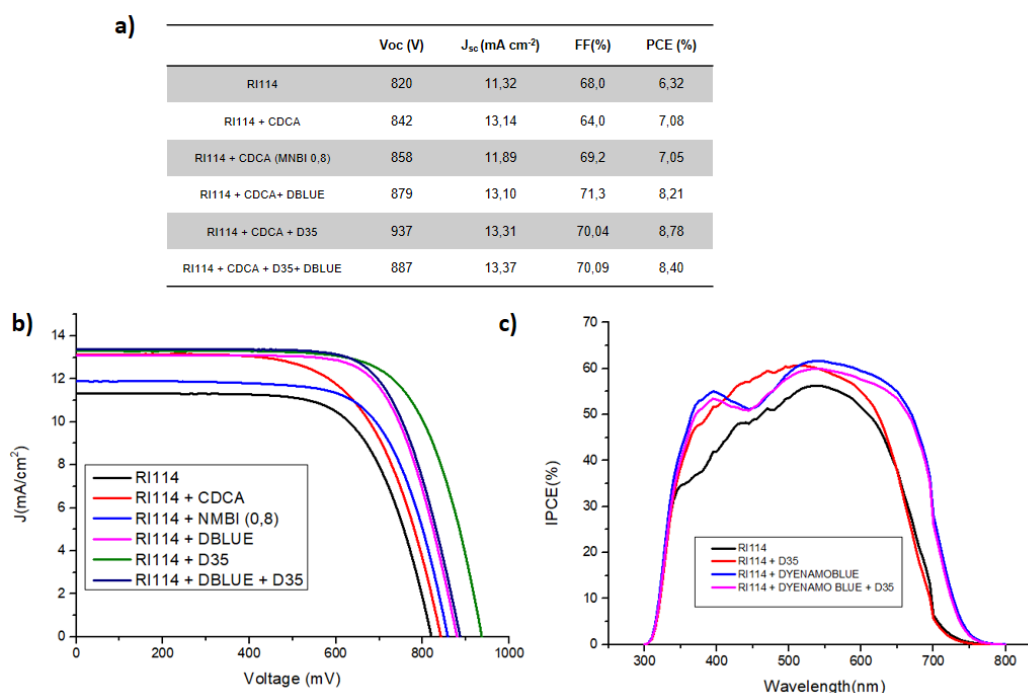 a)
Voc (V) Jsc (mA cm-2) FF(%) PCE (%)
RI114 820 11,32 68,0 6,32
RI114 + CDCA 842 13,14 64,0 7,08
RI114 + CDCA (MNBI 0,8) 858 11,89 69,2 7,05
RI114 + CDCA+ DBLUE 879 13,10 71,3 8,21
RI114 + CDCA + D35 937 13,31 70,04 8,78
RI114 + CDCA + D35+ DBLUE 887 13,37 70,09 8,40
b)
J(mA/cm2)
14
12
10
8
6
4
2
0
RI114
RI114 + CDCA
RI114 + NMBI (0,8)
RI114 + DBLUE
RI114 + D35
RI114 + DBLUE + D35
0 200 400 600 800 1000
Voltage (mV)
c)
IPCE(%)
70
60
50
40
30
20
10
0
RI114
RI114 + D35
RI114 + DYENAMOBLUE
RI114 + DYENAMO BLUE + D35
300 400 500 600 700 800
Wavelength(nm)